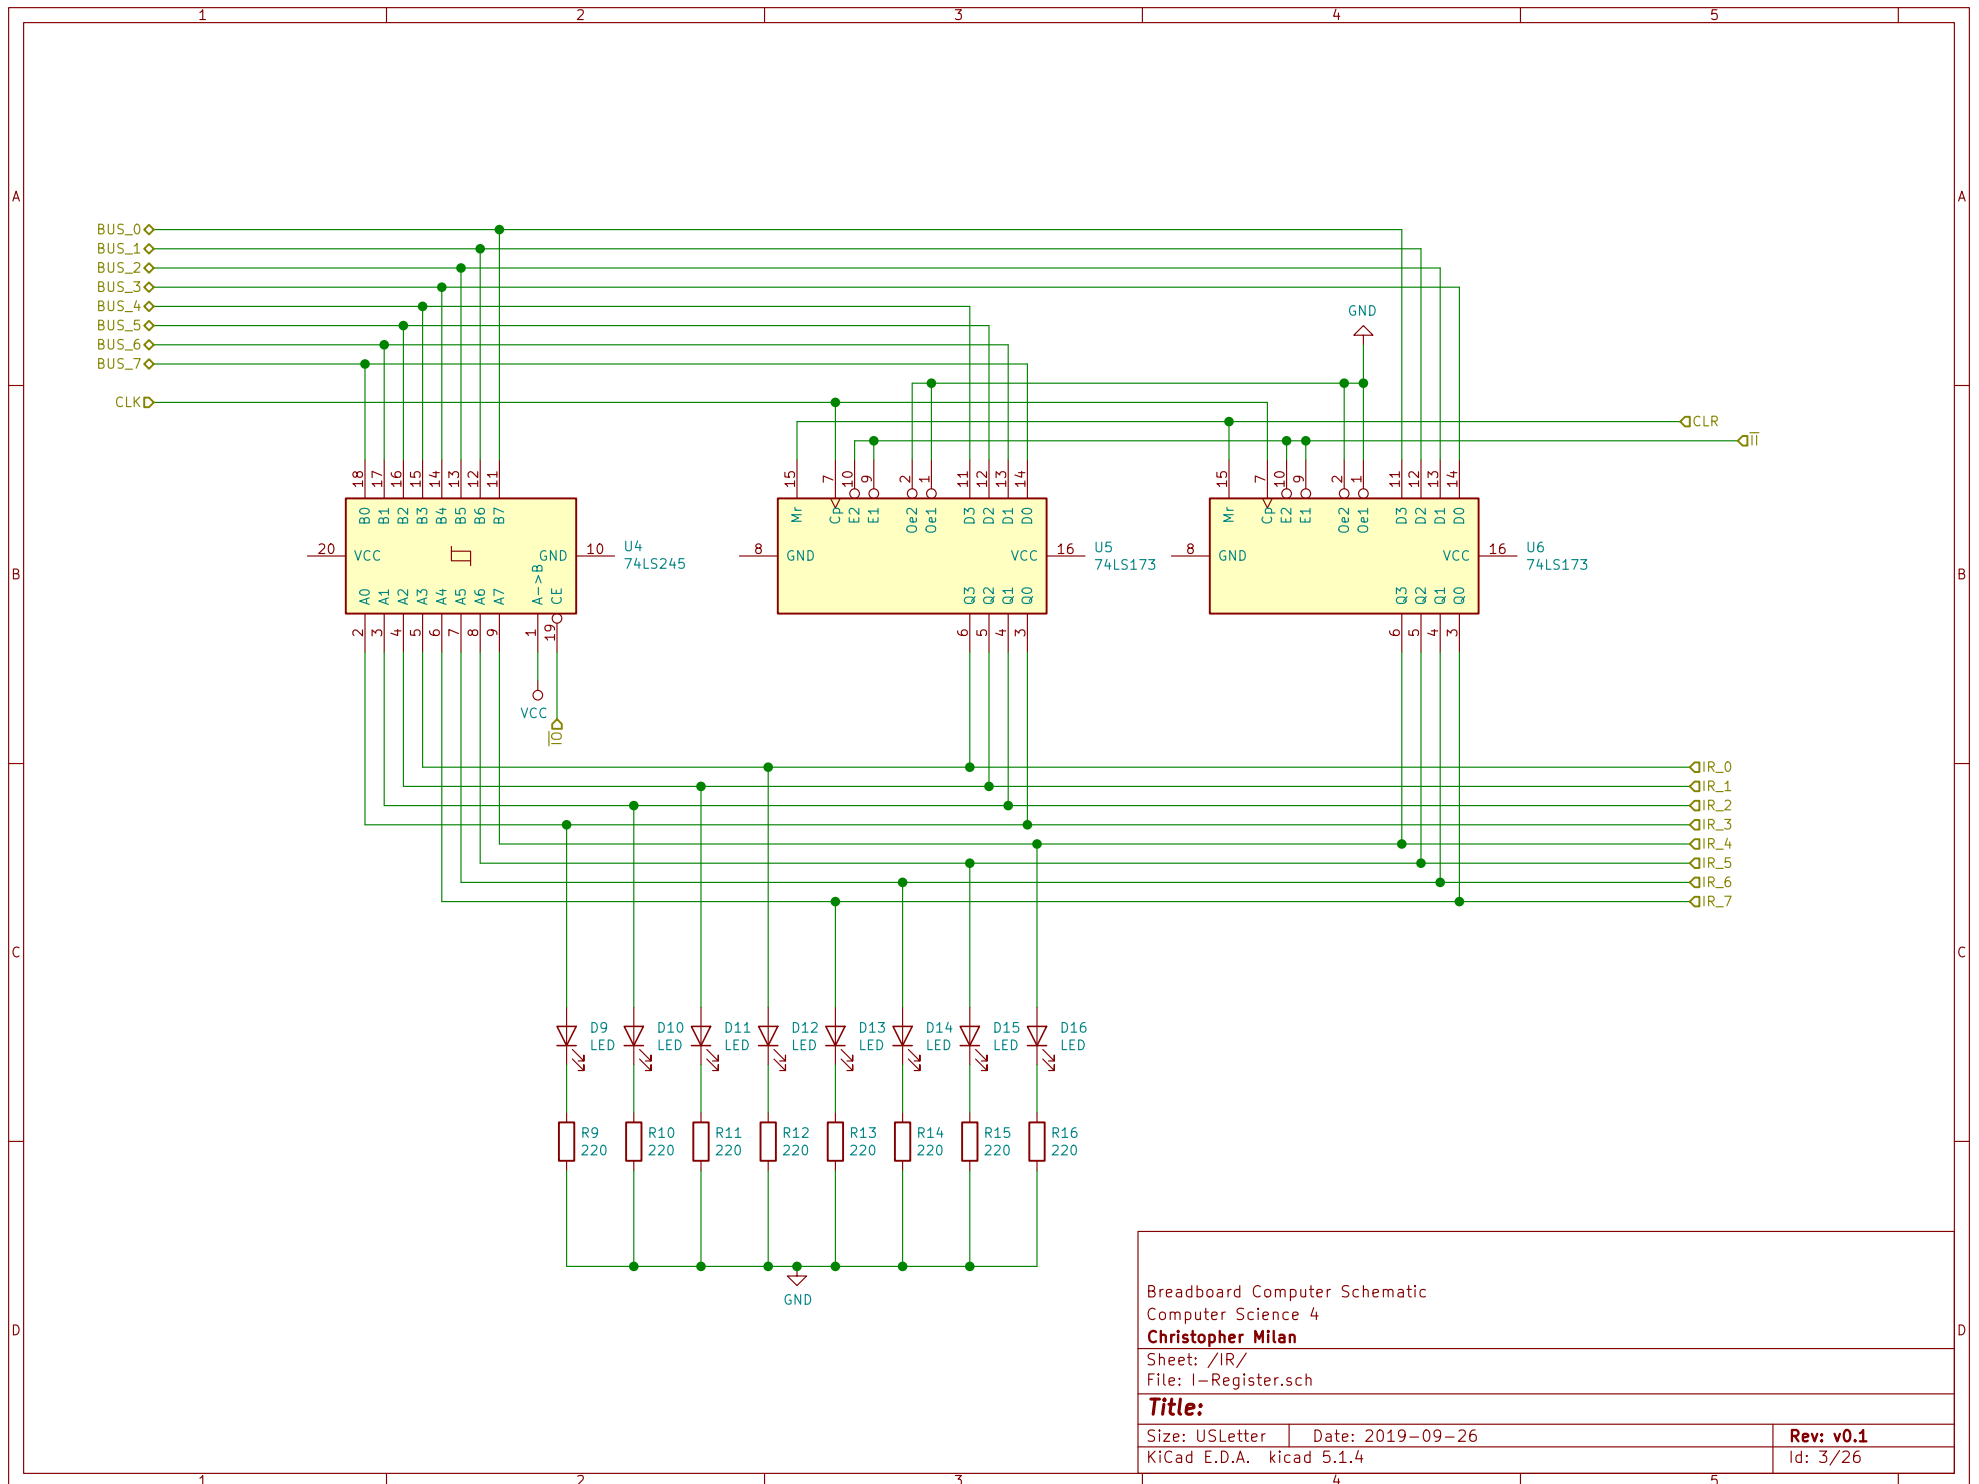 1 2 3 4 5
A A
BUS_0
BUS_1
BUS_2
BUS_3
BUS_4
BUS_5
BUS_6
BUS_7
GND
CLK
CLR
II
18 17 16 15 14 13 12 11
15 7 10 9 2 1 11 12 13 14
15 7 10 9 2 1 11 12 13 14
B0 B1 B2 B3 B4 B5 B6 B7
Mr Cp E2 E1 Oe2 Oe1 D3 D2 D1 D0
Mr Cp E2 E1 Oe2 Oe1 D3 D2 D1 D0
20 VCC GND 10 U4
74LS245
8 GND VCC 16 U5
74LS173
8 GND VCC 16 U6
74LS173
B B
A0 A1 A2 A3 A4 A5 A6 A7 A->B CE
Q3 Q2 Q1 Q0
Q3 Q2 Q1 Q0
2 3 4 5 6 7 8 9 1 19
6 5 4 3
6 5 4 3
VCC
IO
IR_0
IR_1
IR_2
IR_3
IR_4
IR_5
IR_6
IR_7
C C
D9 D10 D11 D12 D13 D14 D15 D16
LED LED LED LED LED LED LED LED
R9 R10 R11 R12 R13 R14 R15 R16
220 220 220 220 220 220 220 220
GND
D D
Breadboard Computer Schematic
Computer Science 4
Christopher Milan
Sheet: /IR/
File: I-Register.sch
Title:
Size: USLetter Date: 2019-09-26 Rev: v0.1
KiCad E.D.A. kicad 5.1.4 Id: 3/26
1 2 3 4 5